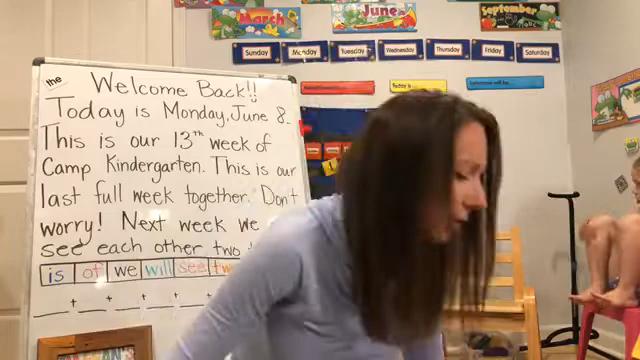 March
June
September
Sunday Monday Tuesday Wednesday Thursday Friday Saturday
the
Welcome Back!!
Today is Monday, June 8.
This is our 13th week of
Camp Kindergarten. This is our
last full week together. Don't
worry! Next week we
see each other two
is of we will see tw
+ + + +